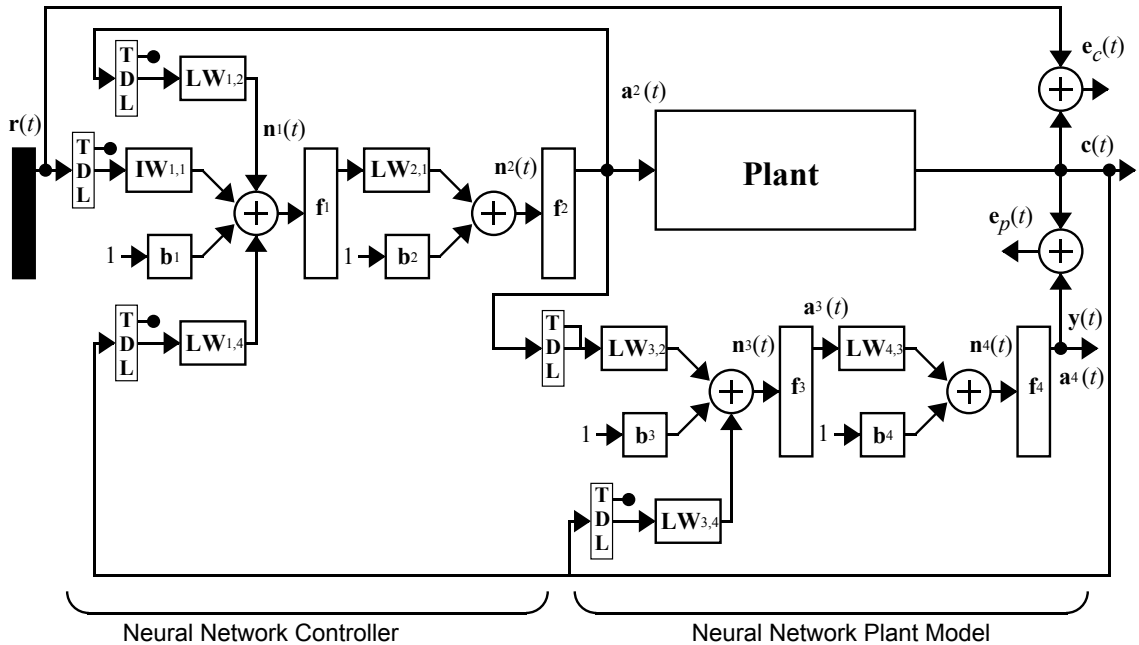 r(t)
T
D
L
LW1,2
n1(t)
T
D
L
IW1,1
1
b1
T
D
L
LW1,4
f1
LW2,1
n2(t)
1
b2
f2
a2(t)
Plant
ec(t)
c(t)
ep(t)
T
D
L
LW3,2
n3(t)
1
b3
T
D
L
LW3,4
f3
a3(t)
LW4,3
n4(t)
1
b4
f4
y(t)
a4(t)
Neural Network Controller
Neural Network Plant Model